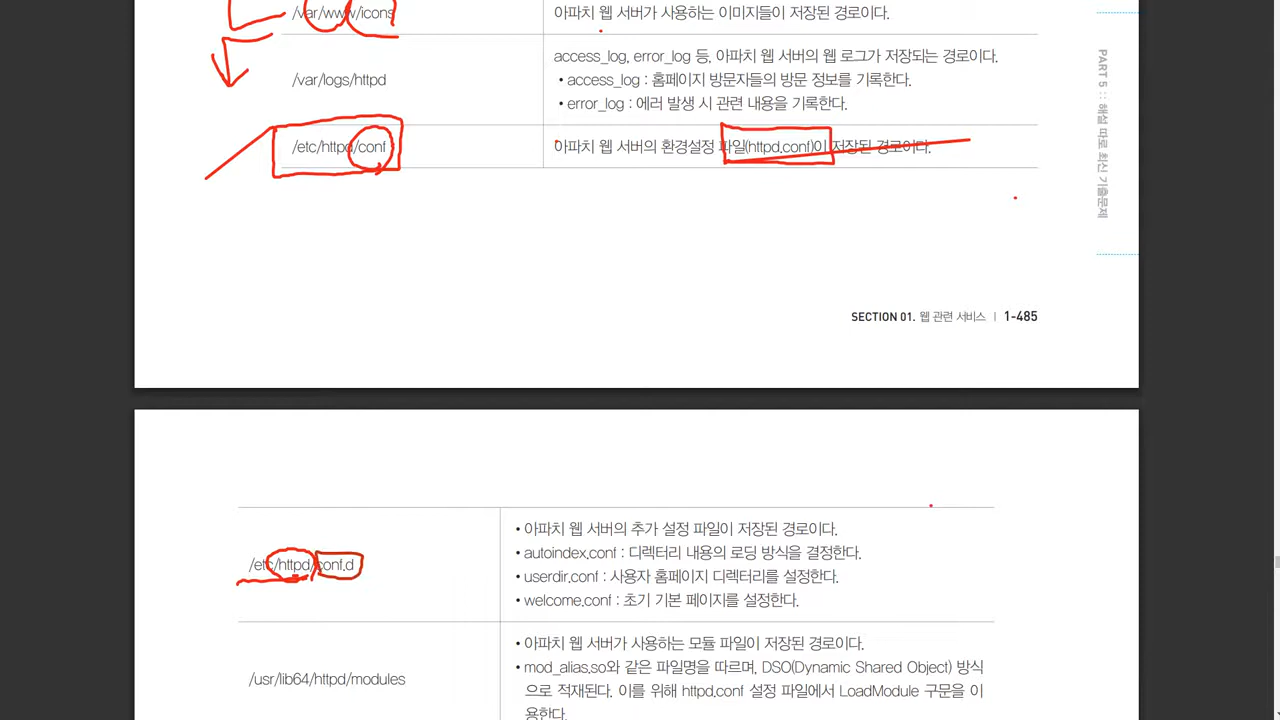 /var/www/icons
아파치 웹 서버가 사용하는 이미지들이 저장된 경로이다.
/var/logs/httpd
access_log, error_log 등, 아파치 웹 서버의 웹 로그가 저장되는 경로이다.
• access_log : 홈페이지 방문자들의 방문 정보를 기록한다.
• error_log : 에러 발생 시 관련 내용을 기록한다.
/etc/httpd/conf
아파치 웹 서버의 환경설정 파일(httpd.conf)이 저장된 경로이다.
PART 5 :: 해설 따로 최신 기출문제
SECTION 01. 웹 관련 서비스 | 1-485
/etc/httpd/conf.d
• 아파치 웹 서버의 추가 설정 파일이 저장된 경로이다.
• autoindex.conf : 디렉터리 내용의 로딩 방식을 결정한다.
• userdir.conf : 사용자 홈페이지 디렉터리를 설정한다.
• welcome.conf : 초기 기본 페이지를 설정한다.
/usr/lib64/httpd/modules
• 아파치 웹 서버가 사용하는 모듈 파일이 저장된 경로이다.
• mod_alias.so와 같은 파일명을 따르며, DSO(Dynamic Shared Object) 방식
으로 적재된다. 이를 위해 httpd.conf 설정 파일에서 LoadModule 구문을 이
용한다.